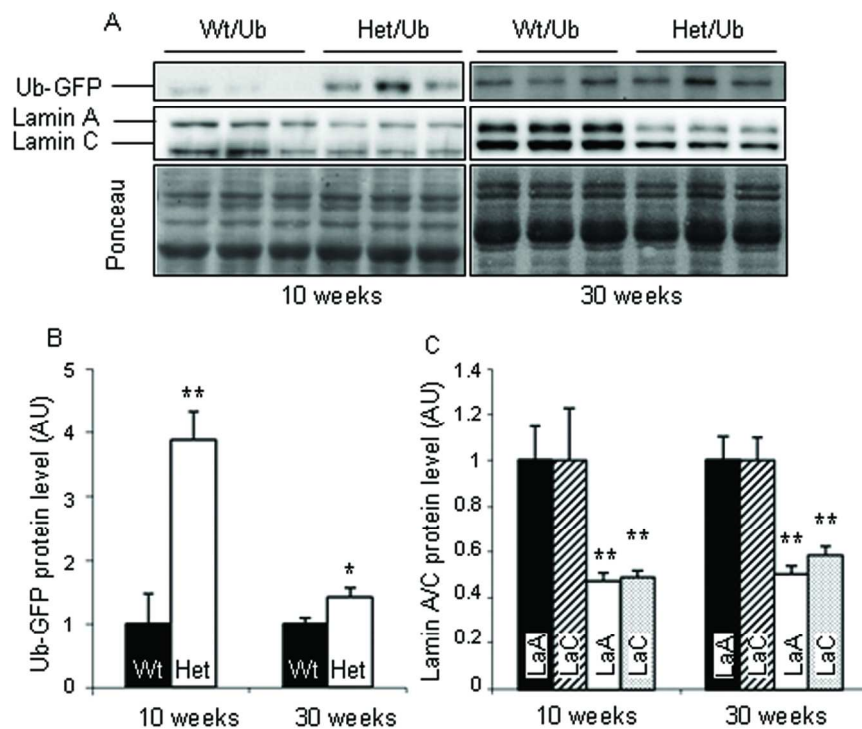 A
Wt/Ub Het/Ub Wt/Ub Het/Ub
Ub-GFP
Lamin A
Lamin C
Ponceau
10 weeks 30 weeks
B
Ub-GFP protein level (AU)
5
4
3
2
1
0
**
*
Wt Het Wt Het
10 weeks 30 weeks
C
Lamin A/C protein level (AU)
1.4
1.2
1
0.8
0.6
0.4
0.2
0
** ** ** **
LaA LaC LaA LaC LaA LaC LaA LaC
10 weeks 30 weeks